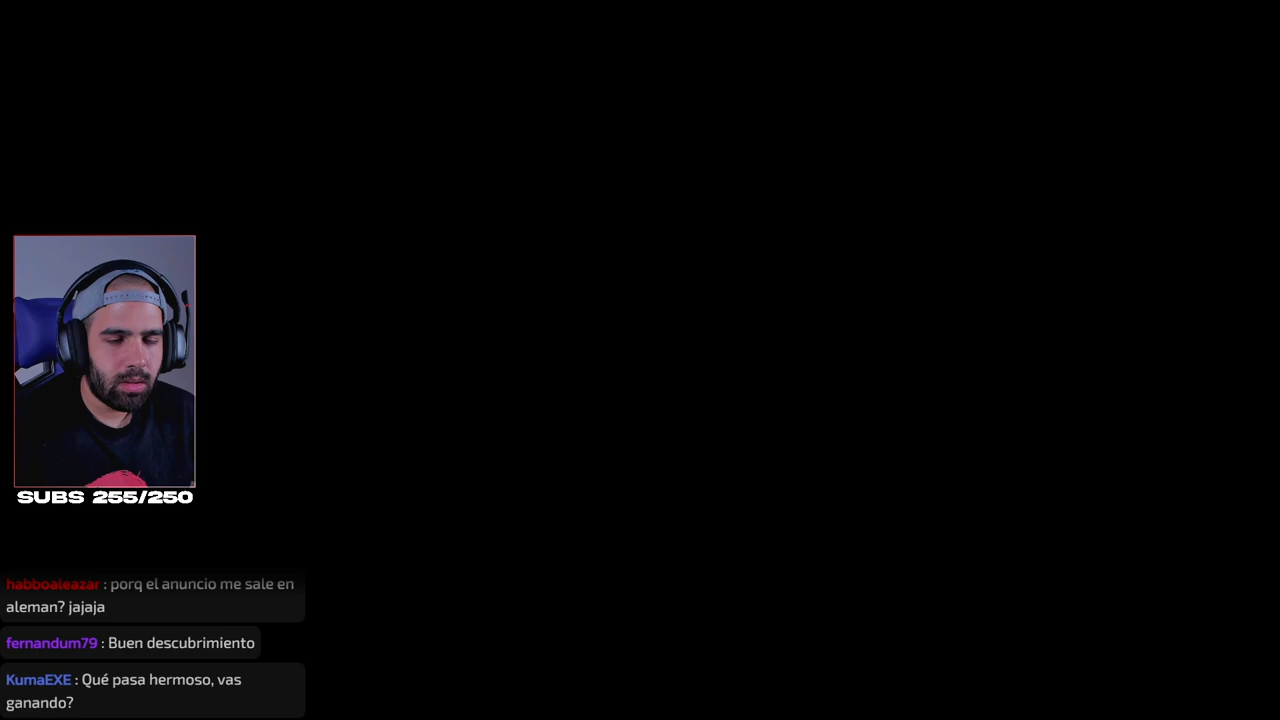 SUBS 255/250
habboaleazar : porq el anuncio me sale en
aleman? jajaja
fernandum79 : Buen descubrimiento
KumaEXE : Qué pasa hermoso, vas
ganando?